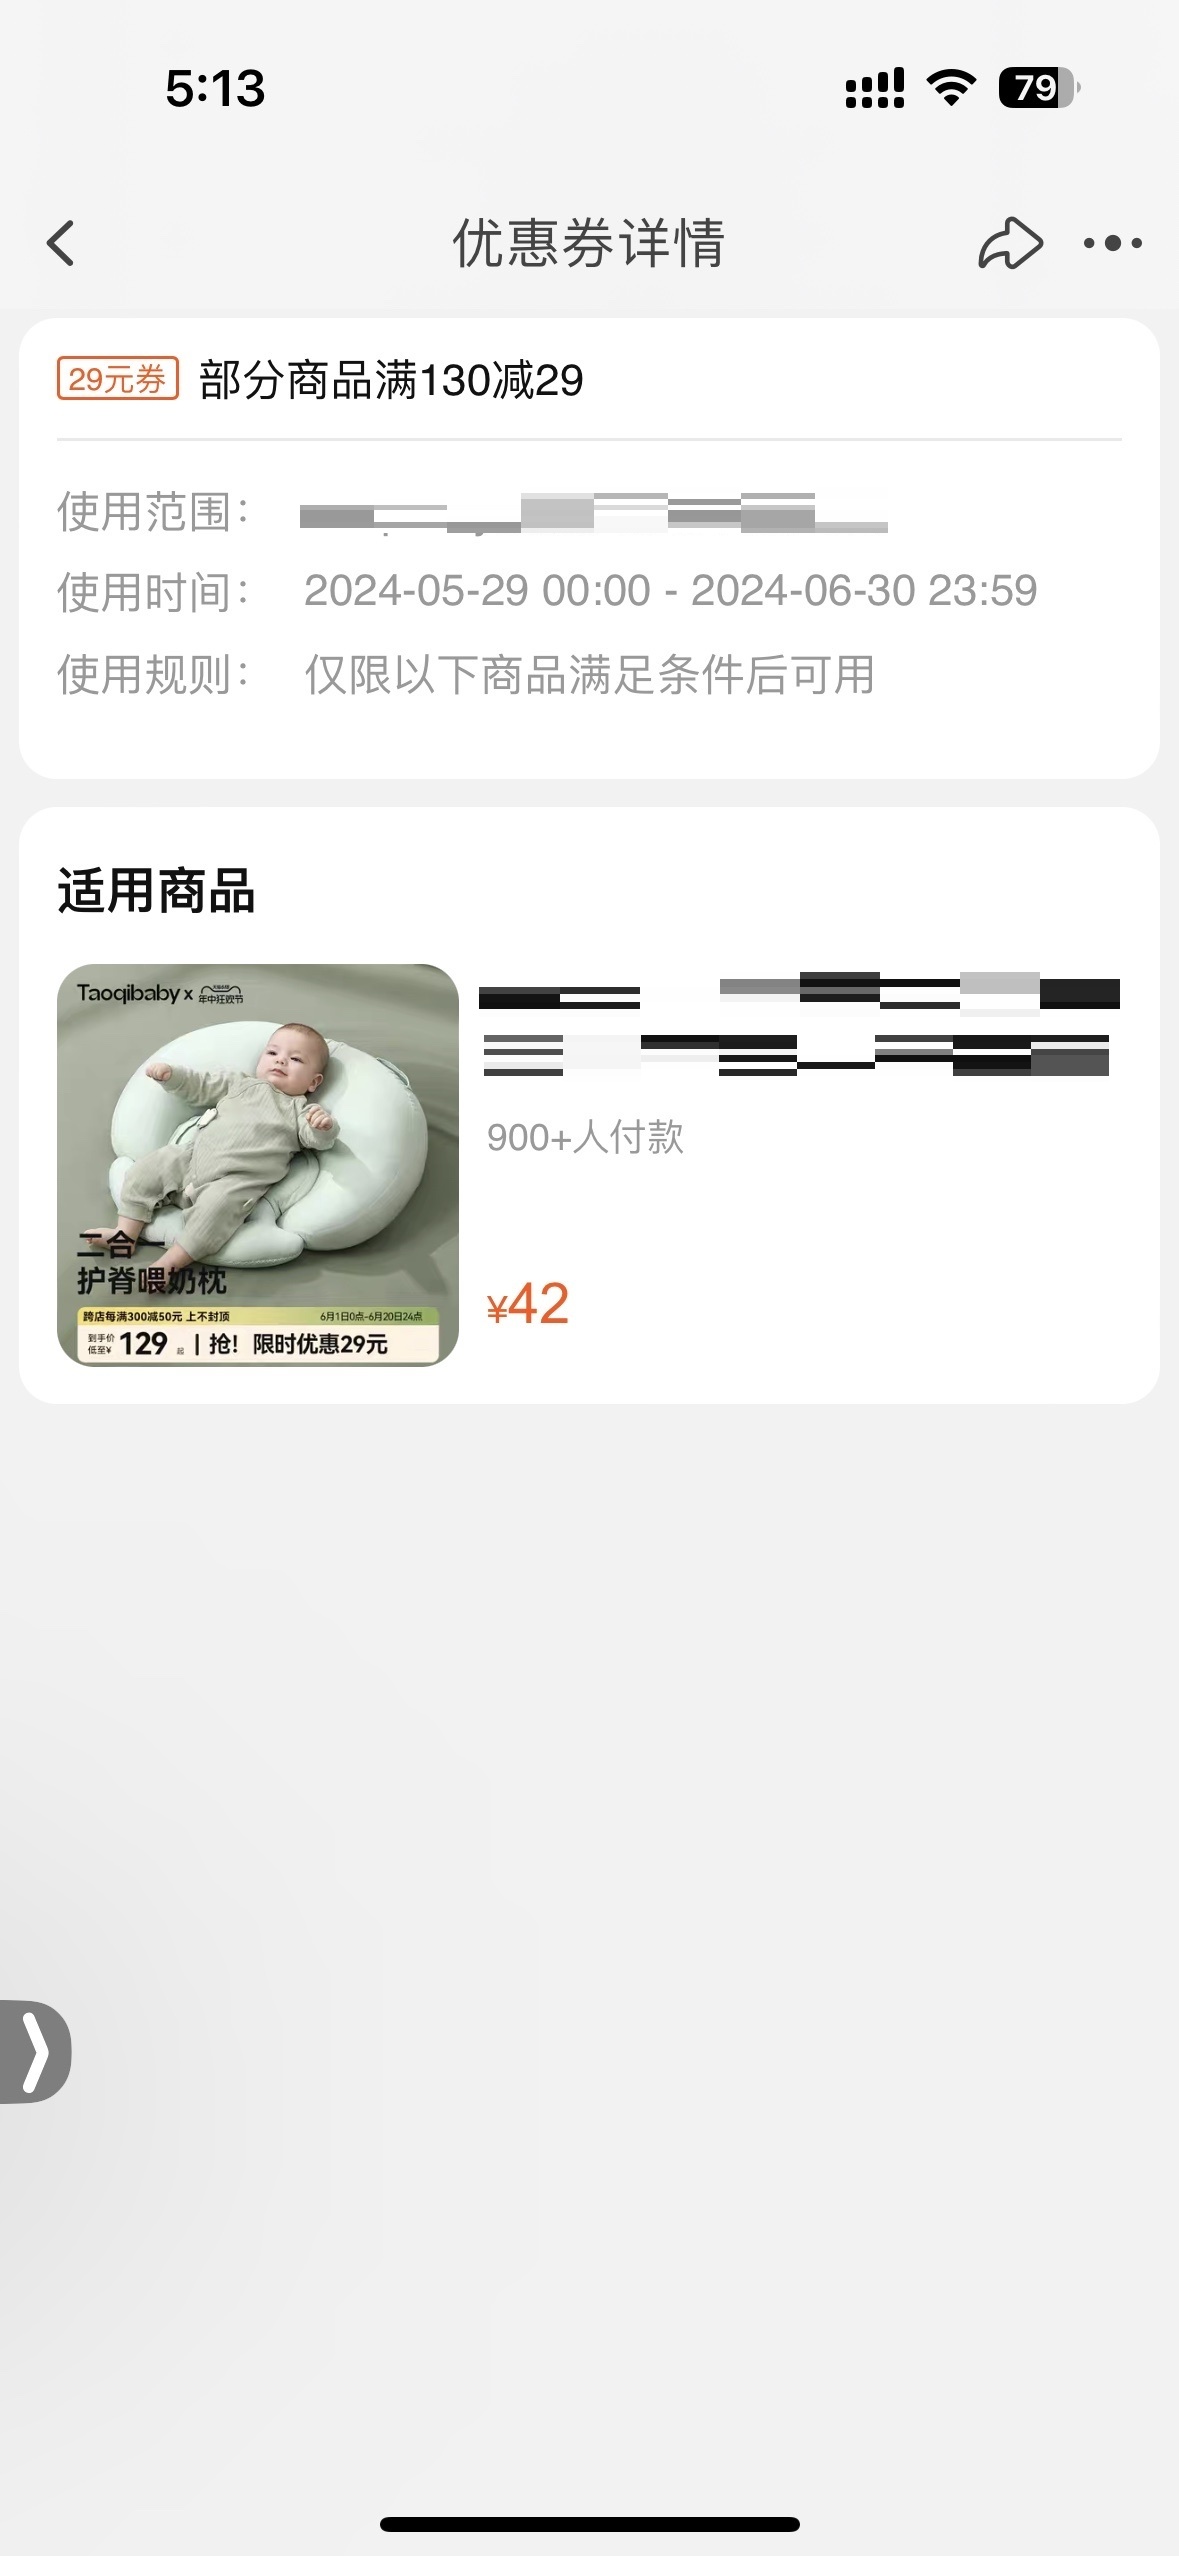 5:13
79
优惠券详情
29元券 部分商品满130减29
使用范围：
使用时间： 2024-05-29 00:00 - 2024-06-30 23:59
使用规则： 仅限以下商品满足条件后可用
适用商品
Taoqibaby x 年中狂欢节
二合一
护脊喂奶枕
跨店每满300减50元 上不封顶 6月1日0点-6月20日24点
到手价
低至¥ 129 起 | 抢! 限时优惠29元
900+人付款
¥42